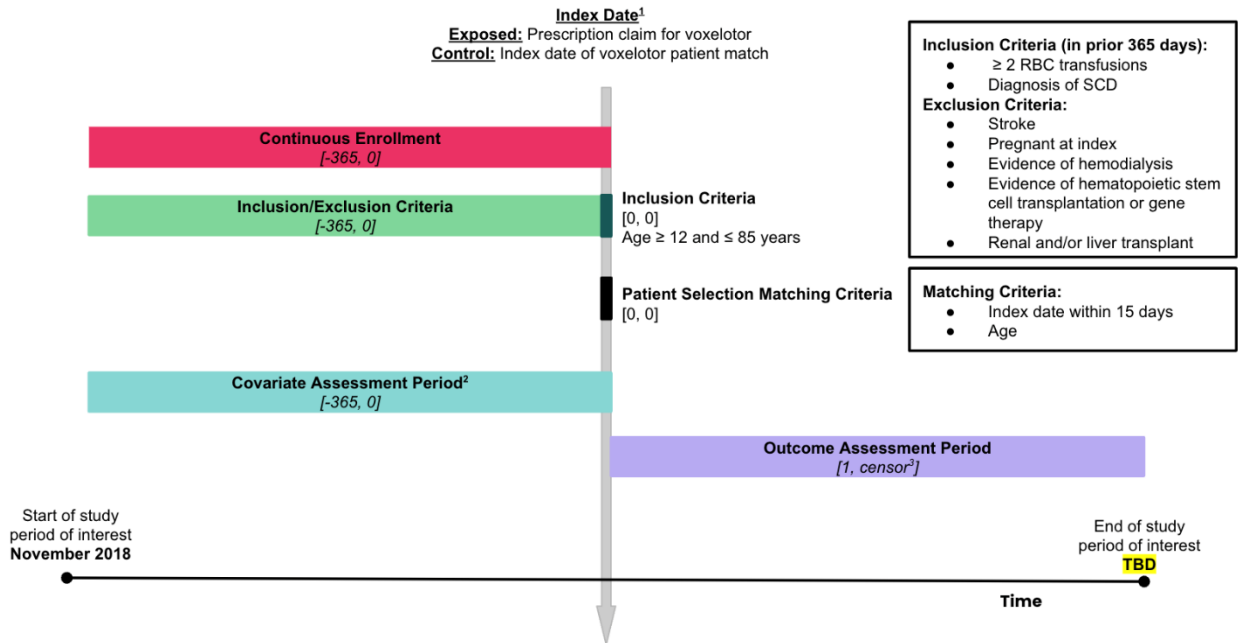 Index Date¹
Exposed: Prescription claim for voxelotor
Control: Index date of voxelotor patient match
Inclusion Criteria (in prior 365 days):
● ≥ 2 RBC transfusions
● Diagnosis of SCD
Exclusion Criteria:
● Stroke
● Pregnant at index
● Evidence of hemodialysis
● Evidence of hematopoietic stem
cell transplantation or gene
therapy
● Renal and/or liver transplant
Continuous Enrollment
[-365, 0]
Inclusion/Exclusion Criteria
[-365, 0]
Inclusion Criteria
[0, 0]
Age ≥ 12 and ≤ 85 years
Patient Selection Matching Criteria
[0, 0]
Matching Criteria:
● Index date within 15 days
● Age
Covariate Assessment Period²
[-365, 0]
Outcome Assessment Period
[1, censor³]
Start of study
period of interest
November 2018
End of study
period of interest
TBD
Time